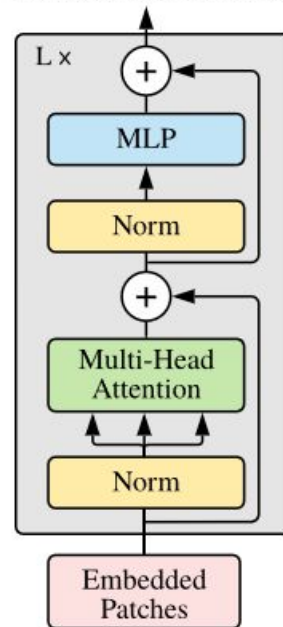 L ×
+
MLP
Norm
+
Multi-Head
Attention
Norm
Embedded
Patches